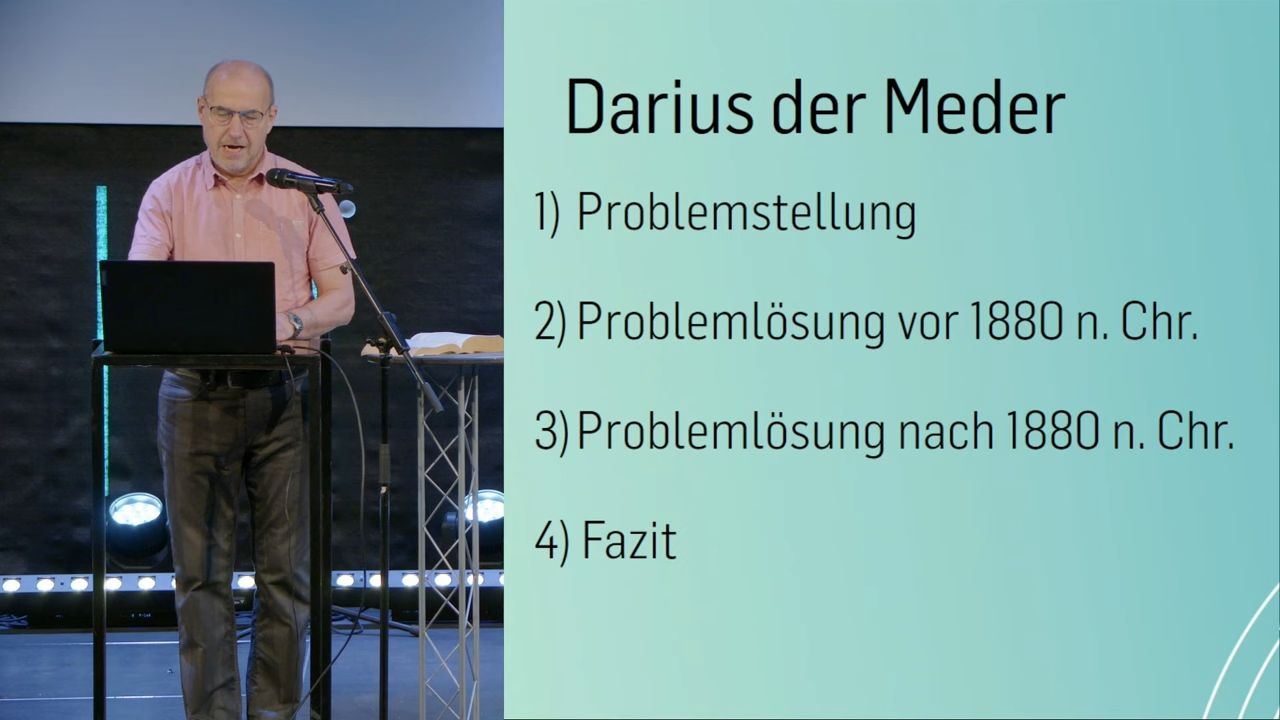 Darius der Meder
1) Problemstellung
2) Problemlösung vor 1880 n. Chr.
3) Problemlösung nach 1880 n. Chr.
4) Fazit